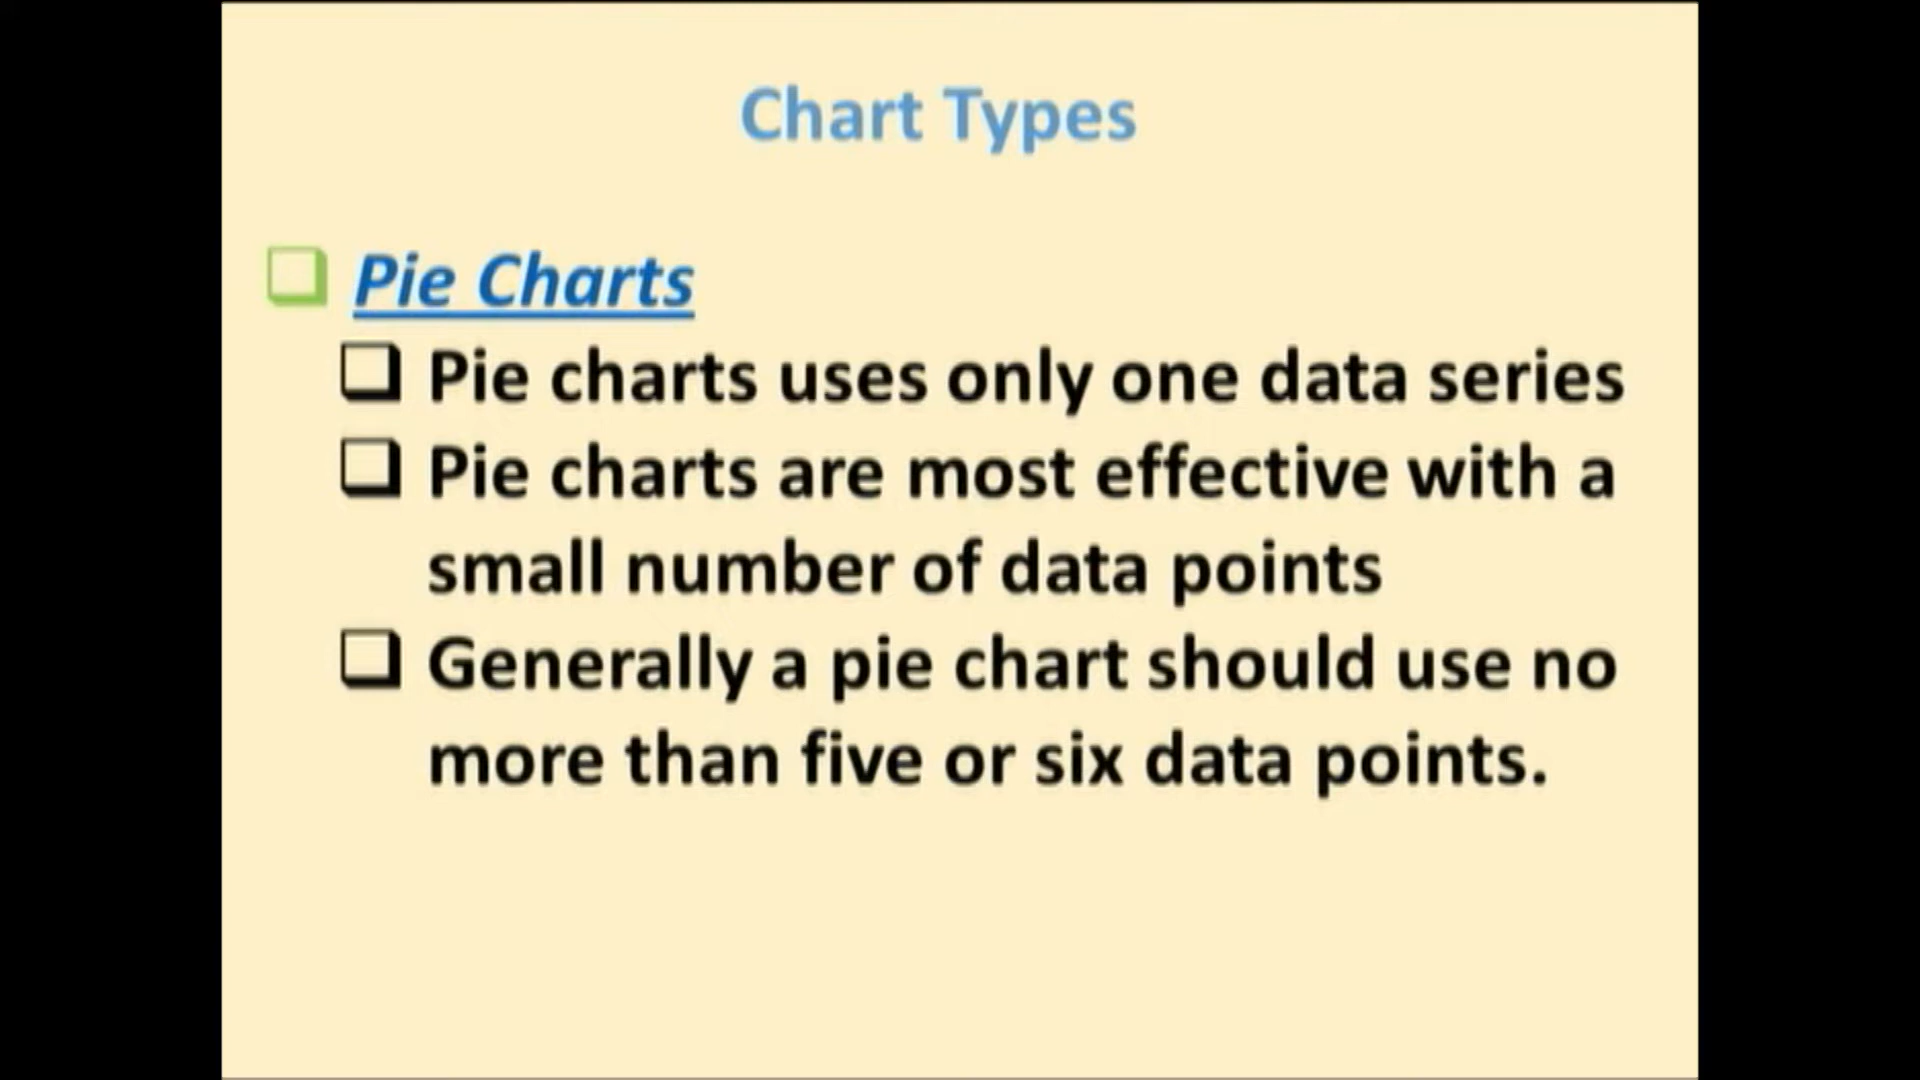 Chart Types
Pie Charts
Pie charts uses only one data series
Pie charts are most effective with a
small number of data points
Generally a pie chart should use no
more than five or six data points.